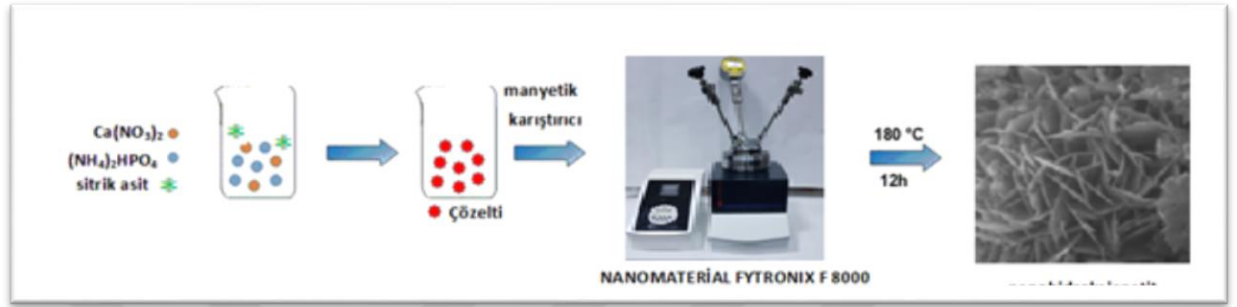 Ca(NO₃)₂
(NH₄)₂HPO₄
sitrik asit
Çözelti
manyetik
karıştırıcı
NANOMATERİAL FYTRONIX F 8000
180 °C
12h